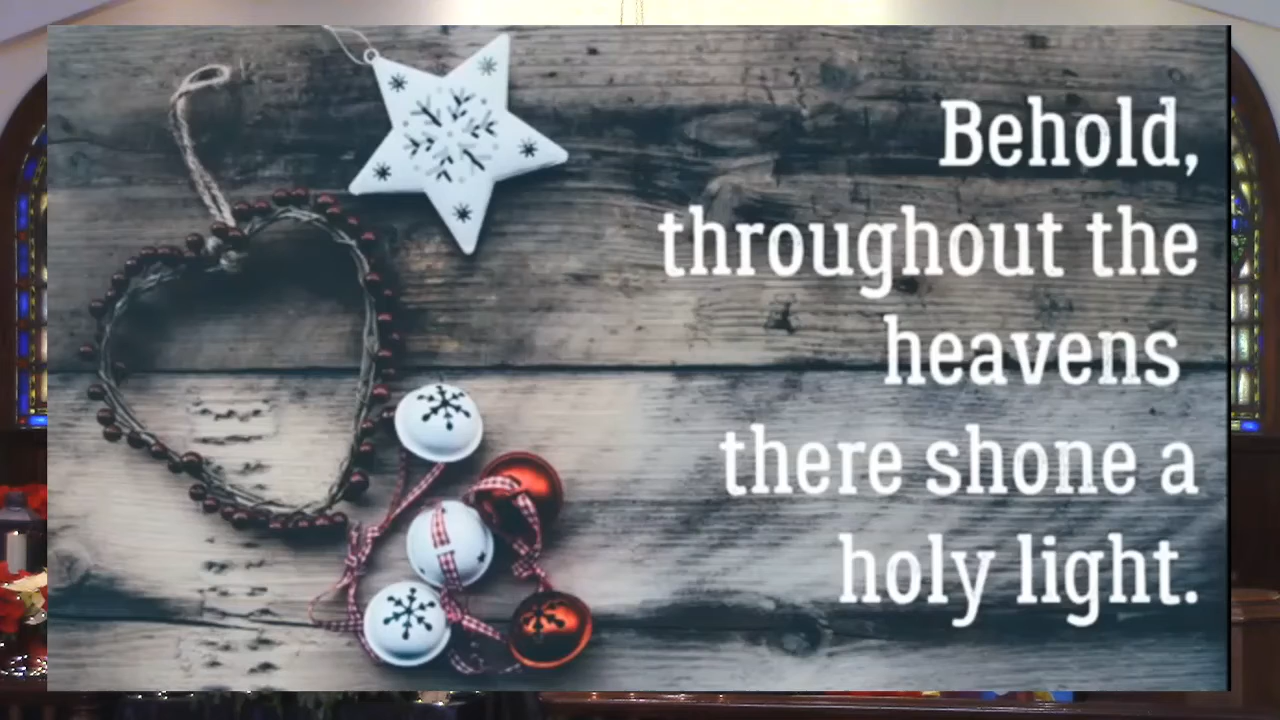 Behold,
throughout the
heavens
there shone a
holy light.